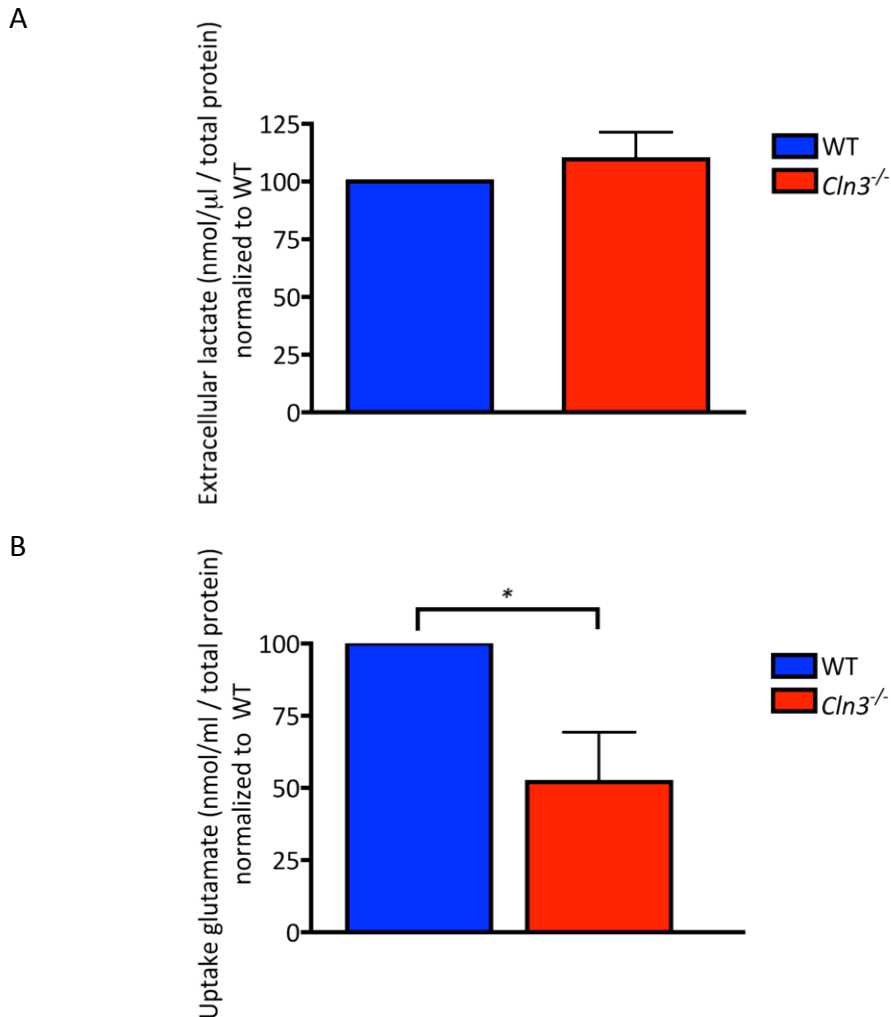 A
Extracellular lactate (nmol/µl / total protein)
normalized to WT
125
100
75
50
25
0
WT
Cln3-/-
B
Uptake glutamate (nmol/ml / total protein)
normalized to WT
*
100
75
50
25
0
WT
Cln3-/-